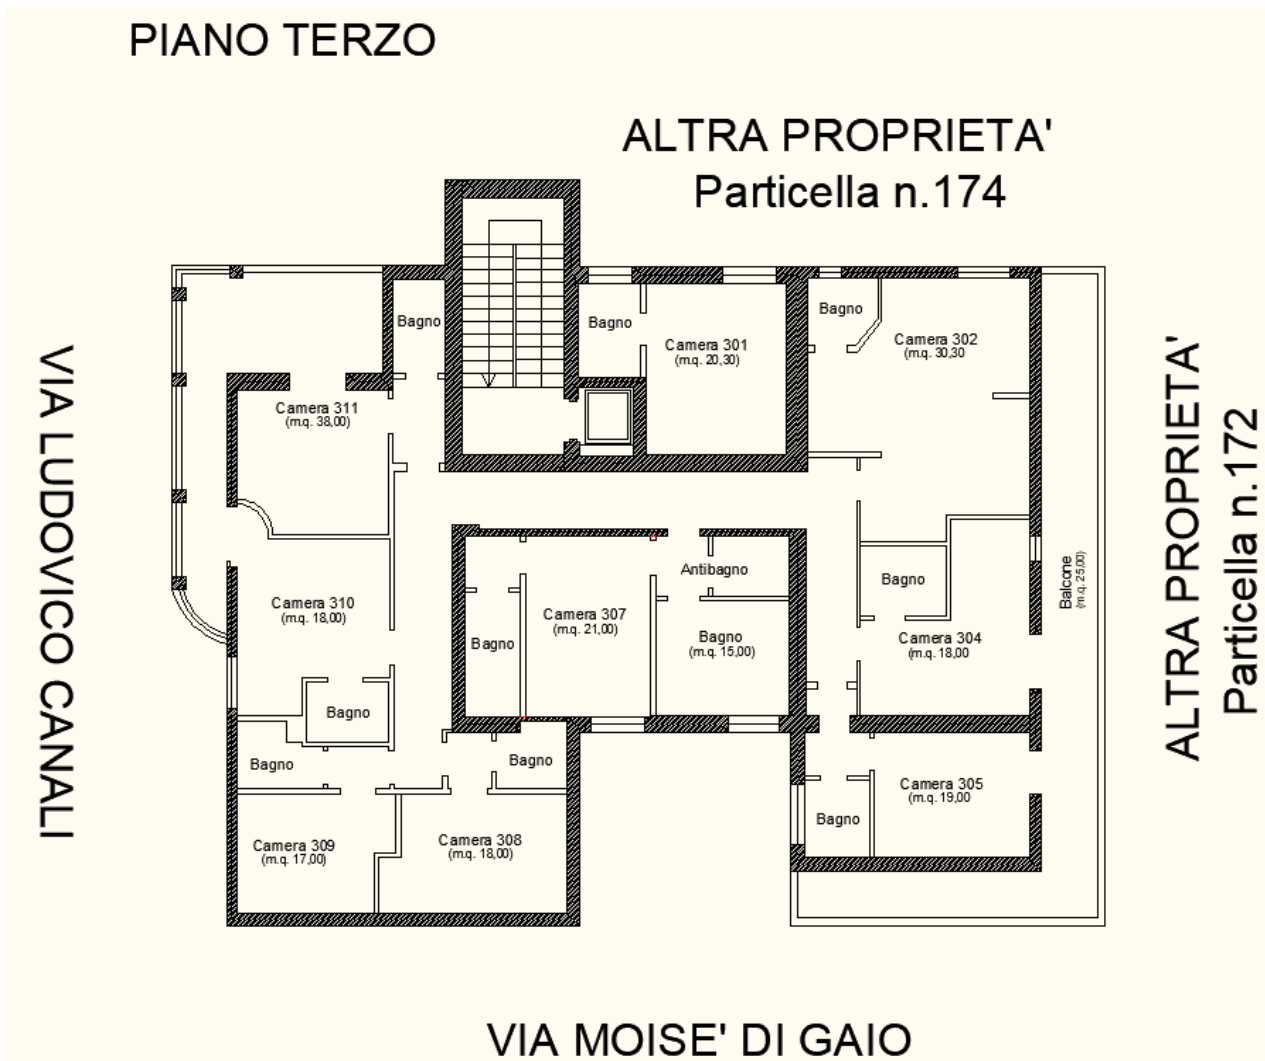 PIANO TERZO
ALTRA PROPRIETA'
Particella n.174
VIA LUDOVICO CANALI
ALTRA PROPRIETA'
Particella n.172
Bagno
Bagno
Camera 301
(m.q. 20,30)
Bagno
Camera 302
(m.q. 30,30
Camera 311
(m.q. 38,00)
Camera 310
(m.q. 18,00)
Bagno
Camera 307
(m.q. 21,00)
Antibagno
Bagno
(m.q. 15,00)
Bagno
Camera 304
(m.q. 18,00
Balcone
(m.q. 25,00)
Bagno
Bagno
Bagno
Camera 305
(m.q. 19,00
Bagno
Camera 309
(m.q. 17,00)
Camera 308
(m.q. 18,00)
VIA MOISE' DI GAIO